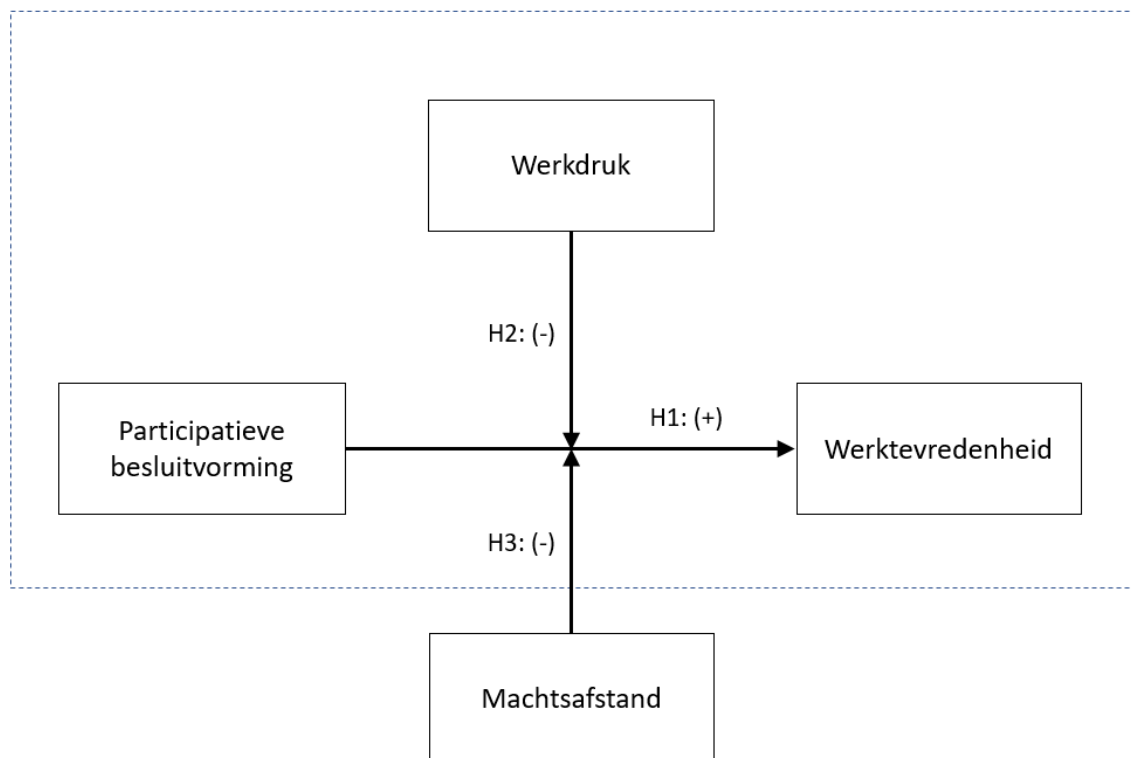 Werkdruk
H2: (-)
H1: (+)
Participatieve
besluitvorming
Werktevredenheid
H3: (-)
Machtsafstand